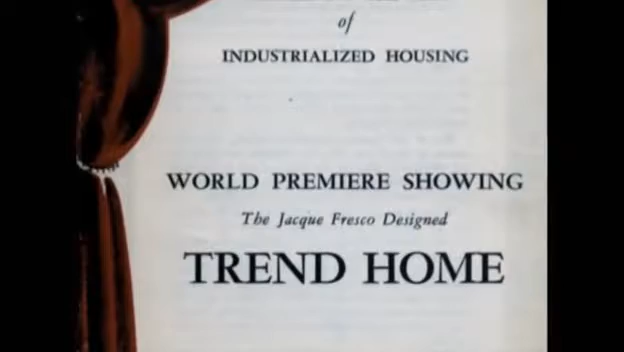 of
INDUSTRIALIZED HOUSING
WORLD PREMIERE SHOWING
The Jacque Fresco Designed
TREND HOME